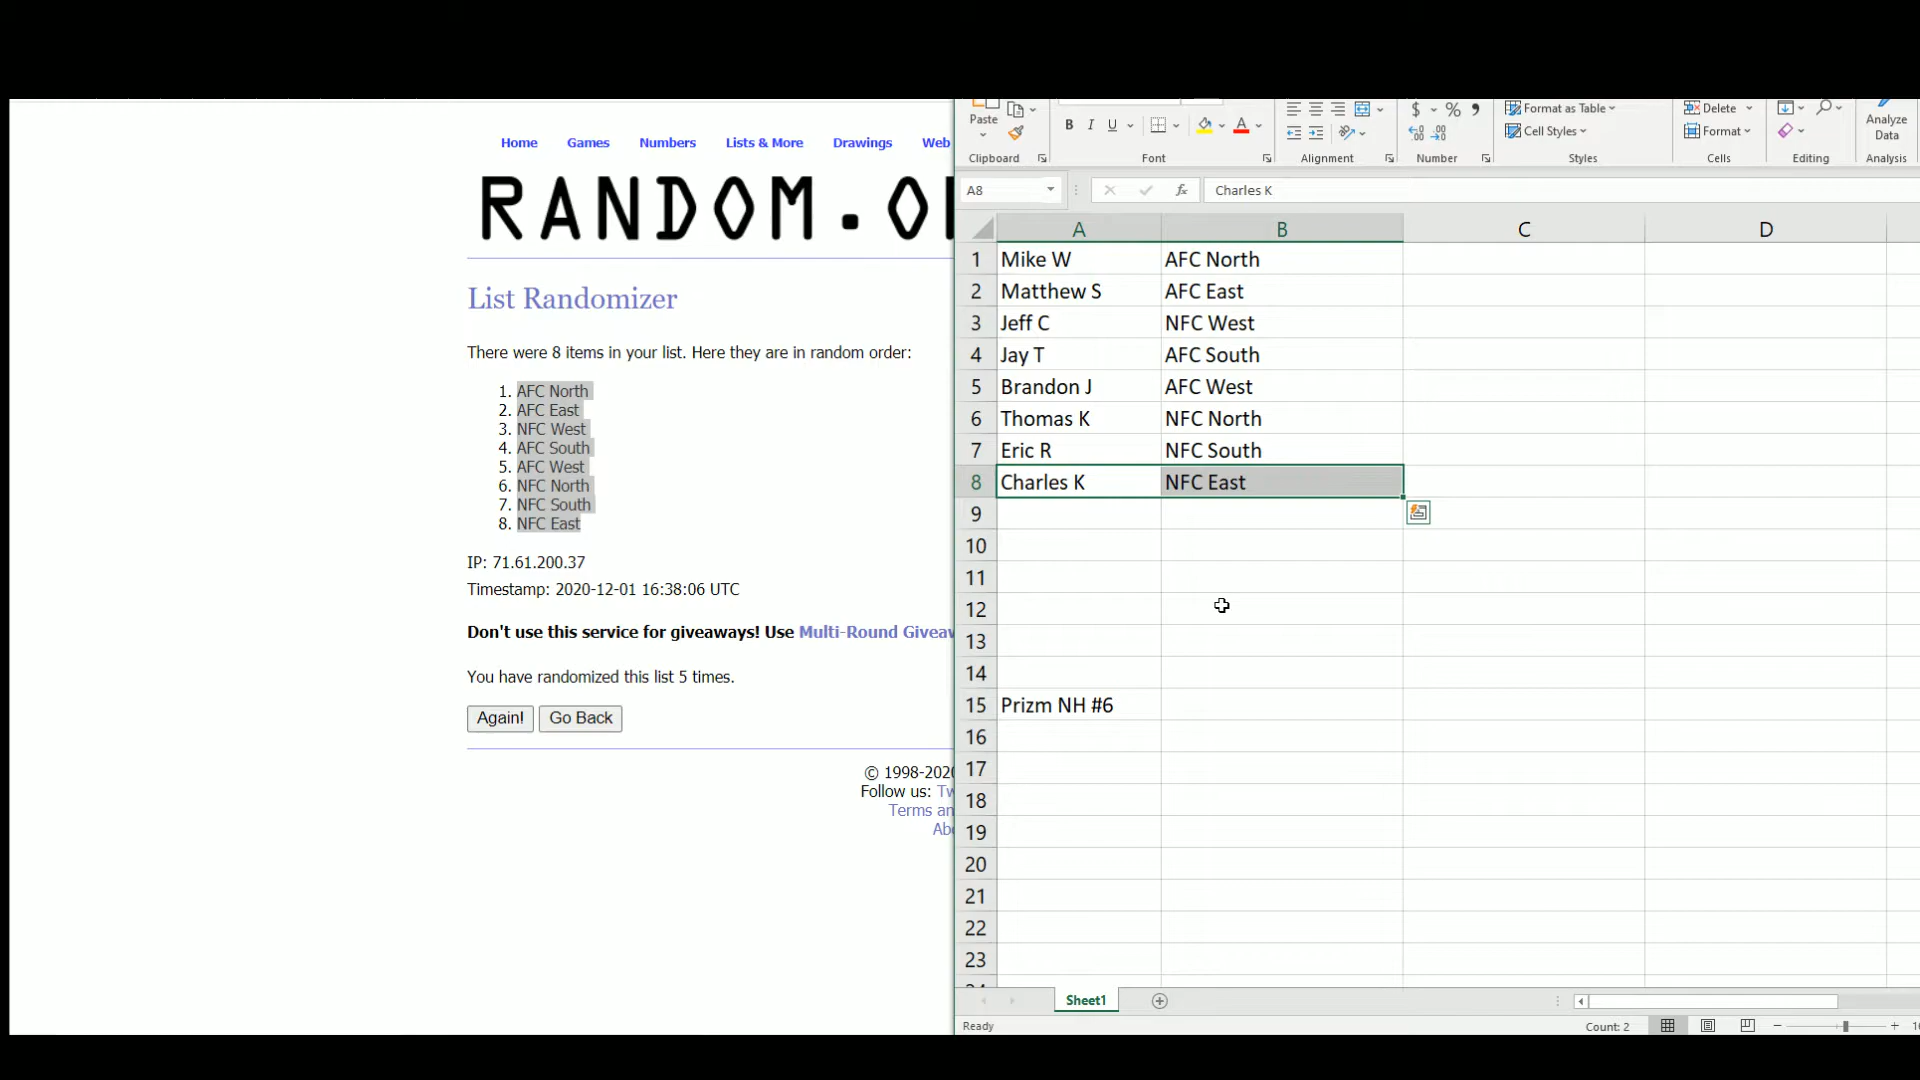 Home Games Numbers Lists & More Drawings Web
RANDOM.O
List Randomizer
There were 8 items in your list. Here they are in random order:
1. AFC North
2. AFC East
3. NFC West
4. AFC South
5. AFC West
6. NFC North
7. NFC South
8. NFC East
IP: 71.61.200.37
Timestamp: 2020-12-01 16:38:06 UTC
Don't use this service for giveaways! Use Multi-Round Giveaw
You have randomized this list 5 times.
Again! Go Back
© 1998-202
Follow us: Tw
Terms an
Abo
Paste
B I U A $ % , Format as Table Cell Styles Delete Format Analyze Data
Clipboard Font Alignment Number Styles Cells Editing Analysis
A8 fx Charles K
A B C D
1 Mike W AFC North
2 Matthew S AFC East
3 Jeff C NFC West
4 Jay T AFC South
5 Brandon J AFC West
6 Thomas K NFC North
7 Eric R NFC South
8 Charles K NFC East
9
10
11
12
13
14
15 Prizm NH #6
16
17
18
19
20
21
22
23
Sheet1
Ready Count: 2